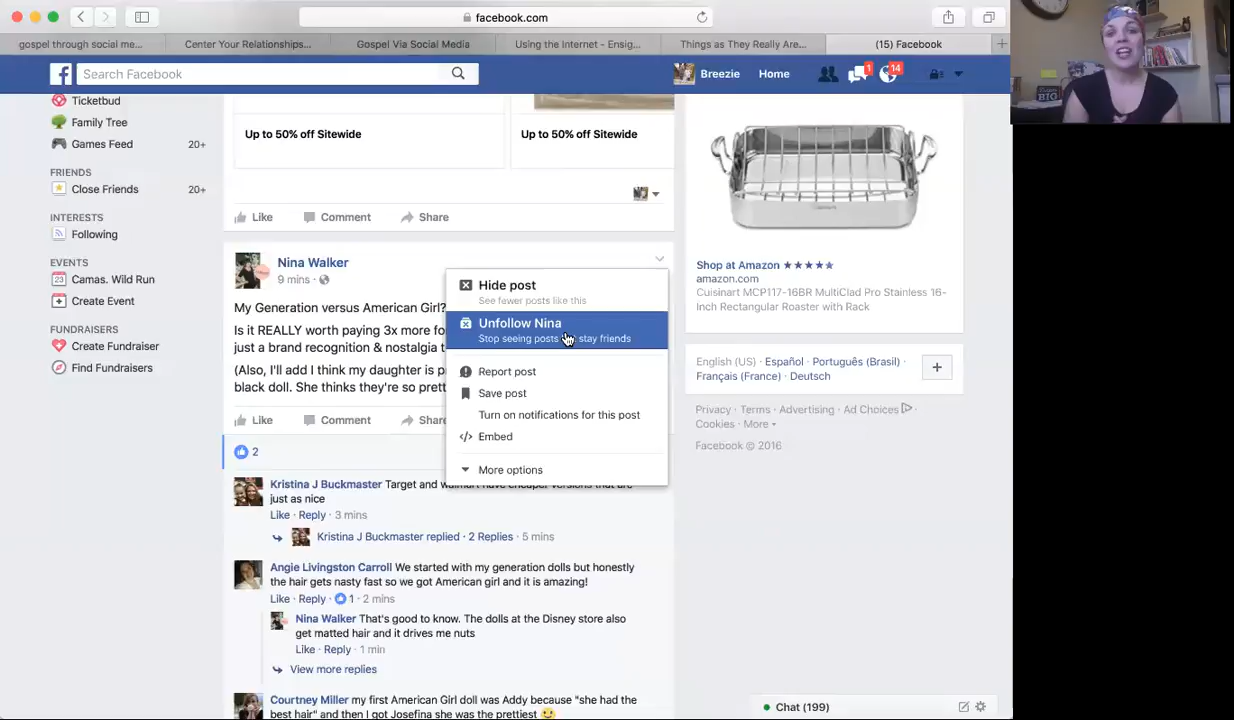 facebook.com
gospel through social me...
Center Your Relationships...
Gospel Via Social Media
Using the Internet - Ensig...
Things as They Really Are...
(15) Facebook
Search Facebook
Breezie
Home
1
14
Ticketbud
Family Tree
Games Feed 20+
FRIENDS
Close Friends 20+
INTERESTS
Following
EVENTS
23 Camas. Wild Run
Create Event
CREATE
Create Fundraiser
Find Fundraisers
Up to 50% off Sitewide
Up to 50% off Sitewide
Like Comment Share
Nina Walker
9 mins ·
My Generation versus American Girl?
Is it REALLY worth paying 3x more fo
just a brand recognition & nostalgia t
(Also, I'll add I think my daughter is p
black doll. She thinks they're so pret
Like Comment Shar
Hide post
See fewer posts like this
Unfollow Nina
Stop seeing posts stay friends
Report post
Save post
Turn on notifications for this post
Embed
More options
2
Kristina J Buckmaster Target and
just as nice
Like · Reply · 3 mins
Kristina J Buckmaster replied · 2 Replies · 5 mins
Angie Livingston Carroll We started with my generation dolls but honestly
the hair gets nasty fast so we got American girl and it is amazing!
Like · Reply · 1 · 2 mins
Nina Walker That's good to know. The dolls at the Disney store also
get matted hair and it drives me nuts
Like · Reply · 1 min
View more replies
Courtney Miller my first American Girl doll was Addy because "she had the
best hair" and then I got Josefina she was the prettiest
Shop at Amazon ★★★★★
amazon.com
Cuisinart MCP117-16BR MultiClad Pro Stainless 16-
Inch Rectangular Roaster with Rack
English (US) · Español · Português (Brasil) ·
Français (France) · Deutsch
Privacy · Terms · Advertising · Ad Choices ·
Cookies · More
Facebook © 2016
Chat (199)